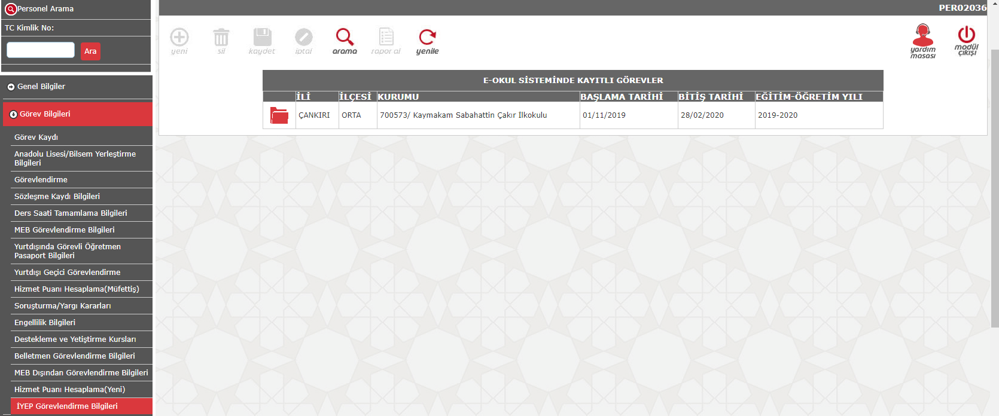 Personel Arama
TC Kimlik No:
Ara
Genel Bilgiler
Görev Bilgileri
Görev Kaydı
Anadolu Lisesi/Bilsem Yerleştirme
Bilgileri
Görevlendirme
Sözleşme Kaydı Bilgileri
Ders Saati Tamamlama Bilgileri
MEB Görevlendirme Bilgileri
Yurtdışında Görevli Öğretmen
Pasaport Bilgileri
Yurtdışı Geçici Görevlendirme
Hizmet Puanı Hesaplama(Müfettiş)
Soruşturma/Yargı Kararları
Engellilik Bilgileri
Destekleme ve Yetiştirme Kursları
Belletmen Görevlendirme Bilgileri
MEB Dışından Görevlendirme Bilgileri
Hizmet Puanı Hesaplama(Yeni)
İYEP Görevlendirme Bilgileri
PER02036
yeni sil kaydet iptal arama rapor al yenile
yardım
masası
modül
çıkışı
E-OKUL SİSTEMİNDE KAYITLI GÖREVLER
İLİ İLÇESİ KURUMU BAŞLAMA TARİHİ BİTİŞ TARİHİ EĞİTİM-ÖĞRETİM YILI
ÇANKIRI ORTA 700573/ Kaymakam Sabahattin Çakır İlkokulu 01/11/2019 28/02/2020 2019-2020